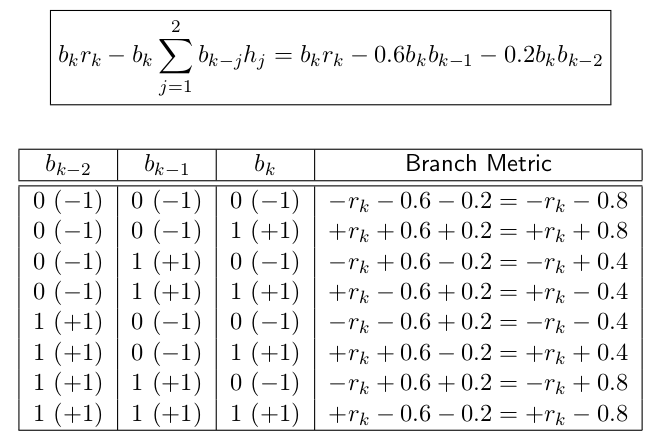 b_k r_k − b_k \sum_{j=1}^{2} b_{k−j} h_j = b_k r_k − 0.6 b_k b_{k−1} − 0.2 b_k b_{k−2}
b_{k−2} b_{k−1} b_k Branch Metric
0 (−1) 0 (−1) 0 (−1) −r_k − 0.6 − 0.2 = −r_k − 0.8
0 (−1) 0 (−1) 1 (+1) +r_k + 0.6 + 0.2 = +r_k + 0.8
0 (−1) 1 (+1) 0 (−1) −r_k + 0.6 − 0.2 = −r_k + 0.4
0 (−1) 1 (+1) 1 (+1) +r_k − 0.6 + 0.2 = +r_k − 0.4
1 (+1) 0 (−1) 0 (−1) −r_k − 0.6 + 0.2 = −r_k − 0.4
1 (+1) 0 (−1) 1 (+1) +r_k + 0.6 − 0.2 = +r_k + 0.4
1 (+1) 1 (+1) 0 (−1) −r_k + 0.6 + 0.2 = −r_k + 0.8
1 (+1) 1 (+1) 1 (+1) +r_k − 0.6 − 0.2 = +r_k − 0.8